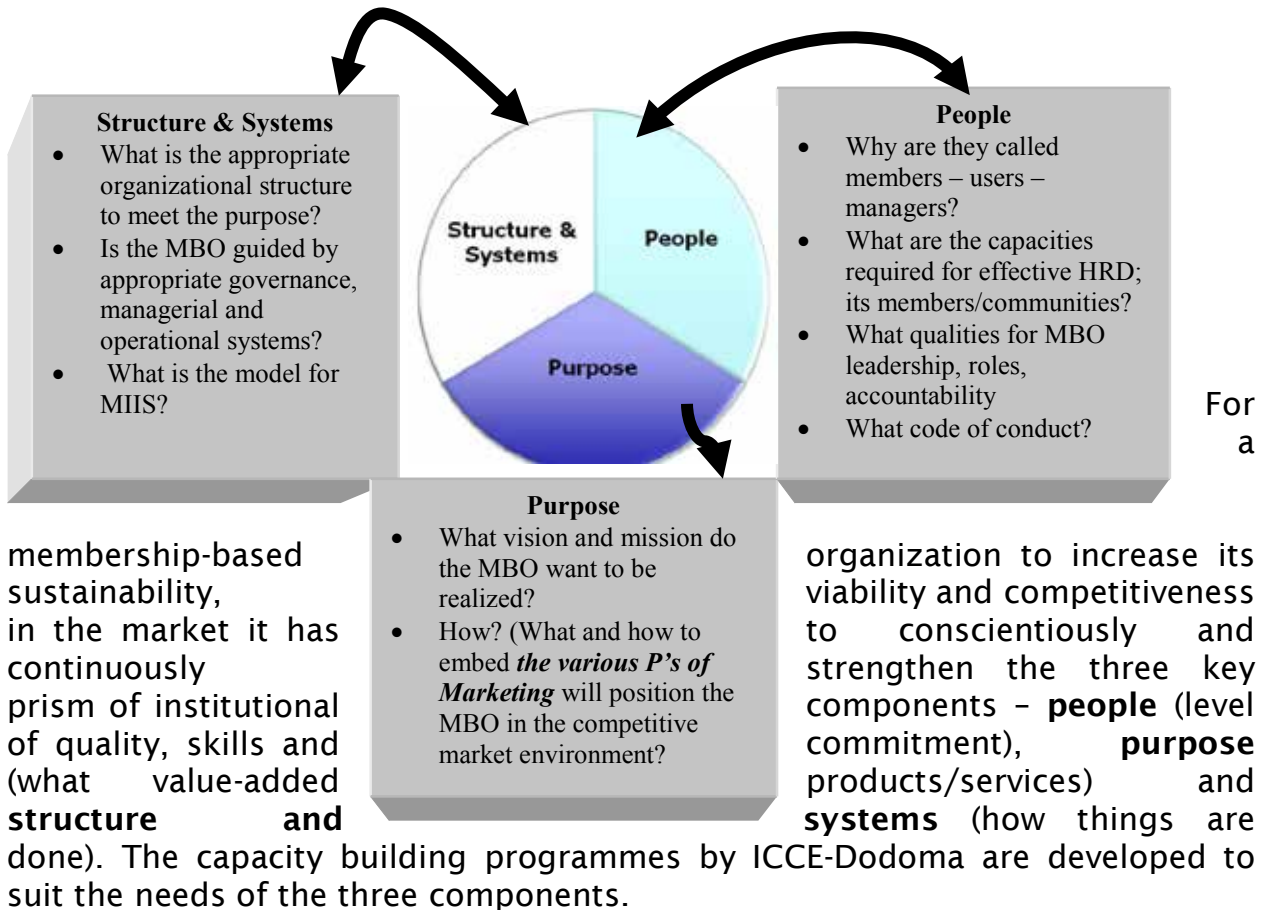 Structure & Systems
• What is the appropriate
organizational structure
to meet the purpose?
• Is the MBO guided by
appropriate governance,
managerial and
operational systems?
• What is the model for
MIIS?
Structure &
Systems
People
Purpose
People
• Why are they called
members – users –
managers?
• What are the capacities
required for effective HRD;
its members/communities?
• What qualities for MBO
leadership, roles,
accountability
• What code of conduct?
Purpose
• What vision and mission do
the MBO want to be
realized?
• How? (What and how to
embed the various P's of
Marketing will position the
MBO in the competitive
market environment?
For
a
membership-based organization to increase its
sustainability, viability and competitiveness
in the market it has to conscientiously and
continuously strengthen the three key
prism of institutional components – people (level
of quality, skills and commitment), purpose
(what value-added products/services) and
structure and systems (how things are
done). The capacity building programmes by ICCE-Dodoma are developed to
suit the needs of the three components.